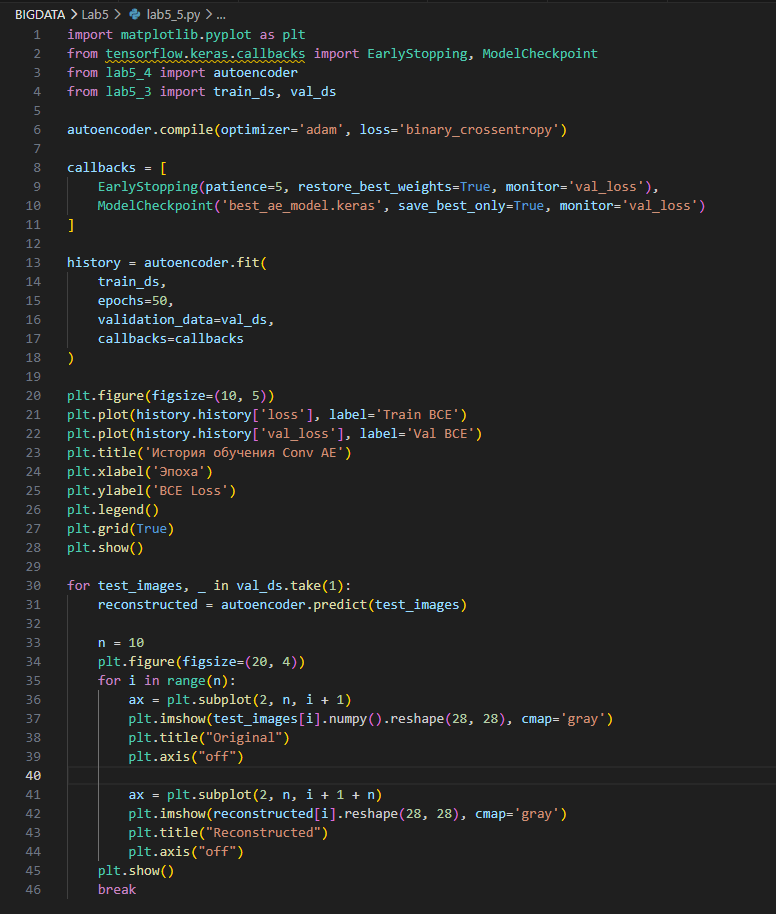 BIGDATA > Lab5 > lab5_5.py > ...
1 import matplotlib.pyplot as plt
2 from tensorflow.keras.callbacks import EarlyStopping, ModelCheckpoint
3 from lab5_4 import autoencoder
4 from lab5_3 import train_ds, val_ds
5
6 autoencoder.compile(optimizer='adam', loss='binary_crossentropy')
7
8 callbacks = [
9     EarlyStopping(patience=5, restore_best_weights=True, monitor='val_loss'),
10     ModelCheckpoint('best_ae_model.keras', save_best_only=True, monitor='val_loss')
11 ]
12
13 history = autoencoder.fit(
14     train_ds,
15     epochs=50,
16     validation_data=val_ds,
17     callbacks=callbacks
18 )
19
20 plt.figure(figsize=(10, 5))
21 plt.plot(history.history['loss'], label='Train BCE')
22 plt.plot(history.history['val_loss'], label='Val BCE')
23 plt.title('История обучения Conv AE')
24 plt.xlabel('Эпоха')
25 plt.ylabel('BCE Loss')
26 plt.legend()
27 plt.grid(True)
28 plt.show()
29
30 for test_images, _ in val_ds.take(1):
31     reconstructed = autoencoder.predict(test_images)
32
33     n = 10
34     plt.figure(figsize=(20, 4))
35     for i in range(n):
36         ax = plt.subplot(2, n, i + 1)
37         plt.imshow(test_images[i].numpy().reshape(28, 28), cmap='gray')
38         plt.title("Original")
39         plt.axis("off")
40
41         ax = plt.subplot(2, n, i + 1 + n)
42         plt.imshow(reconstructed[i].reshape(28, 28), cmap='gray')
43         plt.title("Reconstructed")
44         plt.axis("off")
45     plt.show()
46     break